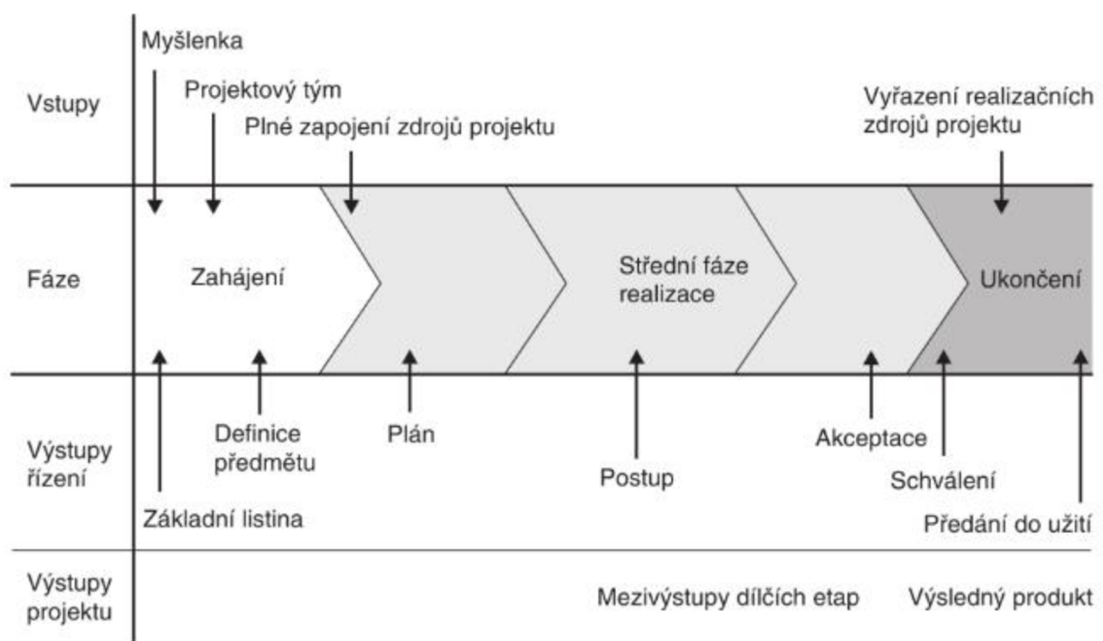 Vstupy
Myšlenka
Projektový tým
Plné zapojení zdrojů projektu
Vyřazení realizačních
zdrojů projektu
Fáze
Zahájení
Střední fáze
realizace
Ukončení
Výstupy
řízení
Základní listina
Definice
předmětu
Plán
Postup
Akceptace
Schválení
Předání do užití
Výstupy
projektu
Mezivýstupy dílčích etap
Výsledný produkt